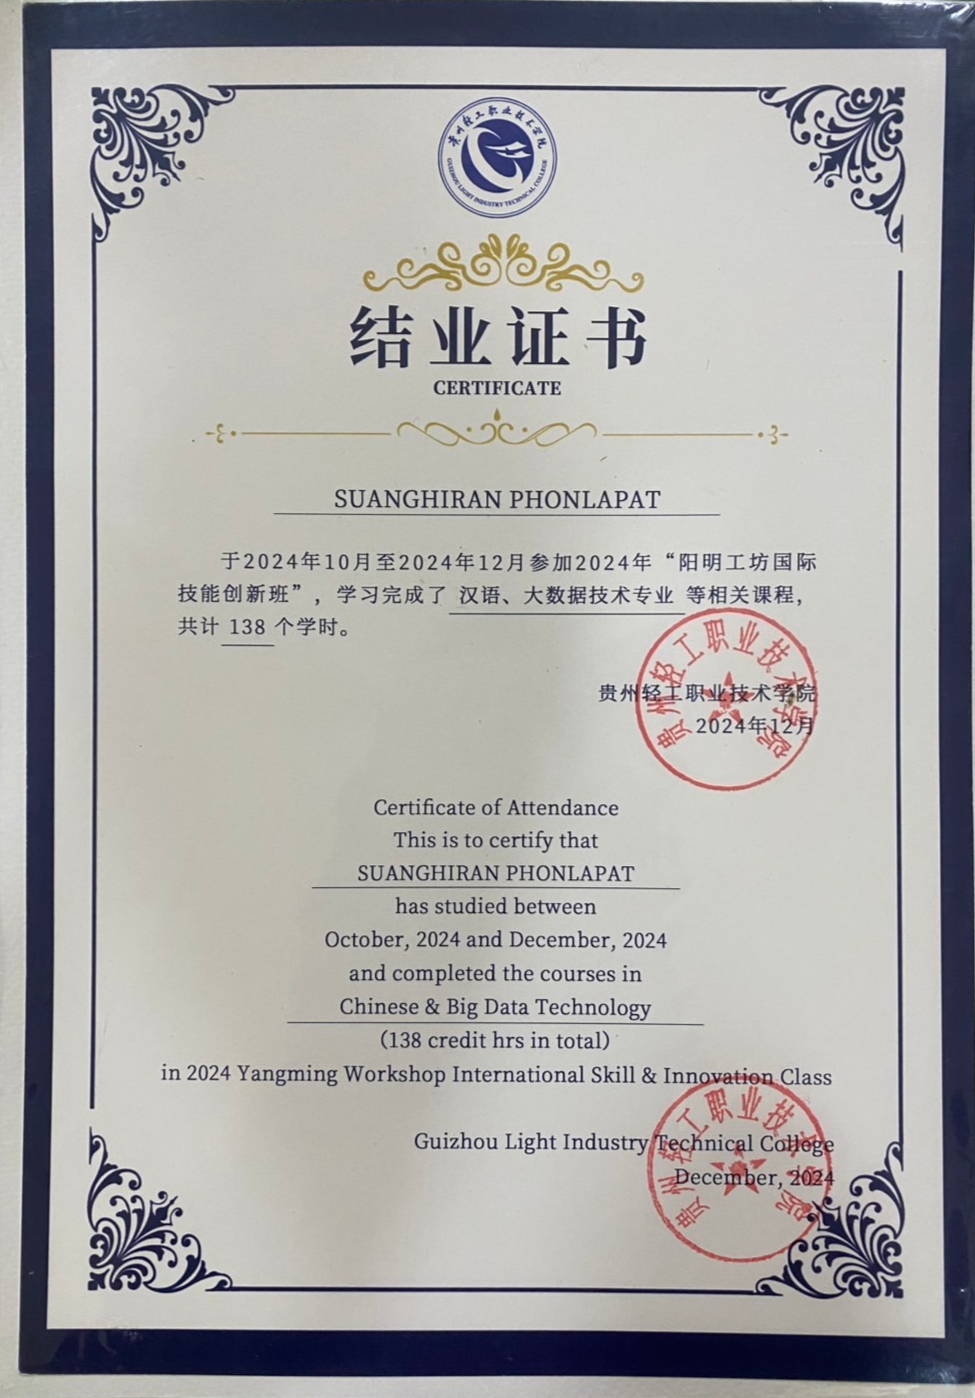 贵州轻工职业技术学院
GUIZHOU LIGHT INDUSTRY TECHNICAL COLLEGE
结业证书
CERTIFICATE
SUANGHIRAN PHONLAPAT
于2024年10月至2024年12月参加2024年“阳明工坊国际
技能创新班”，学习完成了 汉语、大数据技术专业 等相关课程，
共计 138 个学时。
贵州轻工职业技术学院
2024年12月
贵州轻工职业技术学院
Certificate of Attendance
This is to certify that
SUANGHIRAN PHONLAPAT
has studied between
October, 2024 and December, 2024
and completed the courses in
Chinese & Big Data Technology
(138 credit hrs in total)
in 2024 Yangming Workshop International Skill & Innovation Class
Guizhou Light Industry Technical College
December, 2024
贵州轻工职业技术学院